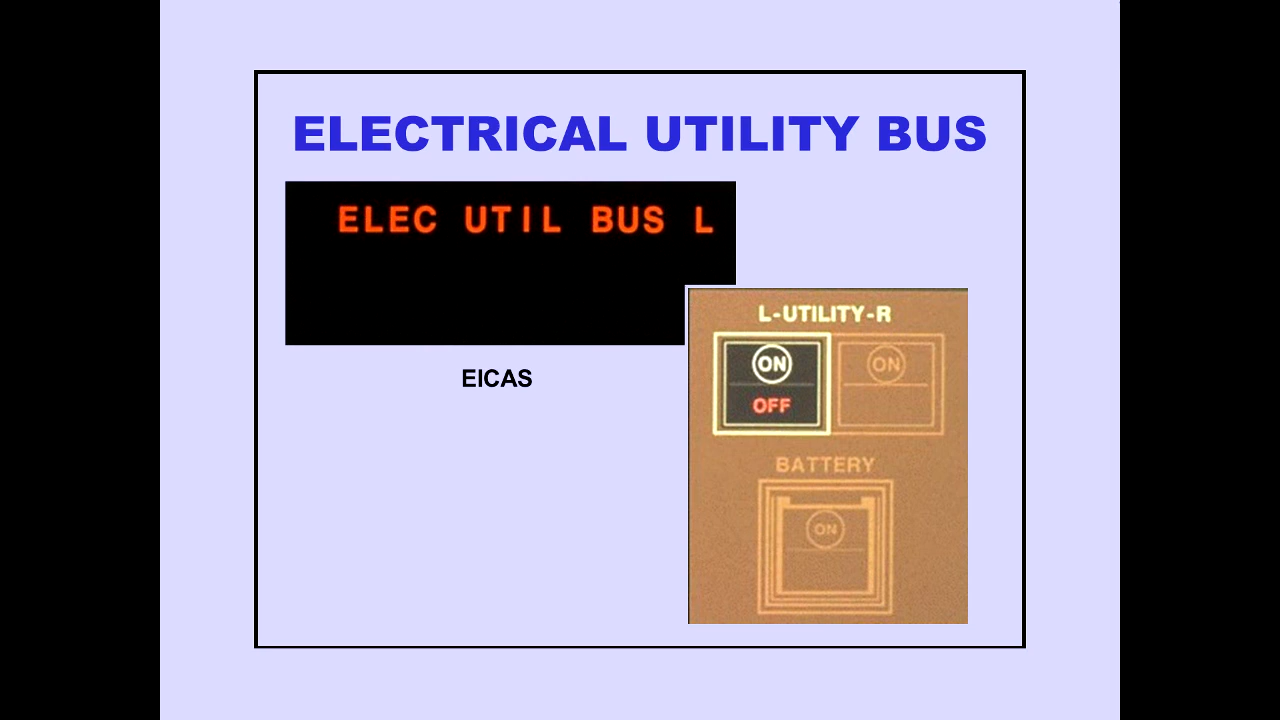 ELECTRICAL UTILITY BUS
ELEC UTIL BUS L
EICAS
L-UTILITY-R
ON ON
OFF
BATTERY
ON